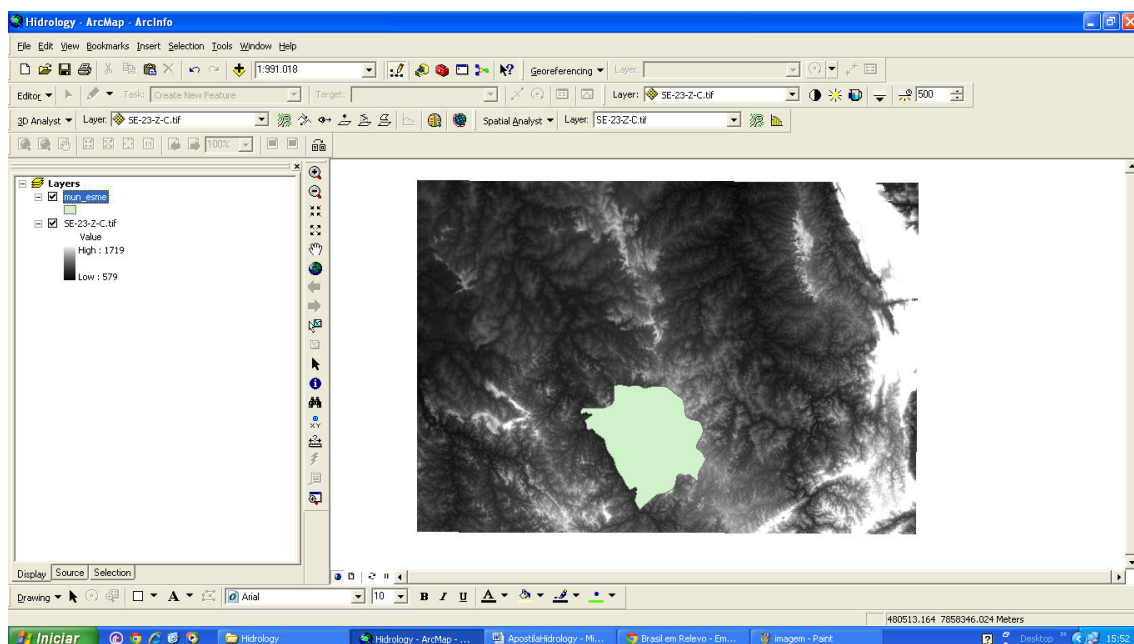 Hidrology - ArcMap - ArcInfo
File Edit View Bookmarks Insert Selection Tools Window Help
1:991.018 Georeferencing Layer:
Editor Task: Create New Feature Target: Layer: SE-23-Z-C.tif 500
3D Analyst Layer: SE-23-Z-C.tif Spatial Analyst Layer: SE-23-Z-C.tif
100%
Layers
mun_esme
SE-23-Z-C.tif
Value
High : 1719
Low : 579
XY
Display Source Selection
Drawing A Arial 10 B I U A
480513.164 7858346.024 Meters
Iniciar Hidrology Hidrology - ArcMap - ... ApostilaHidrology - Mi... Brasil em Relevo - Em... imagem - Paint Desktop 15:52